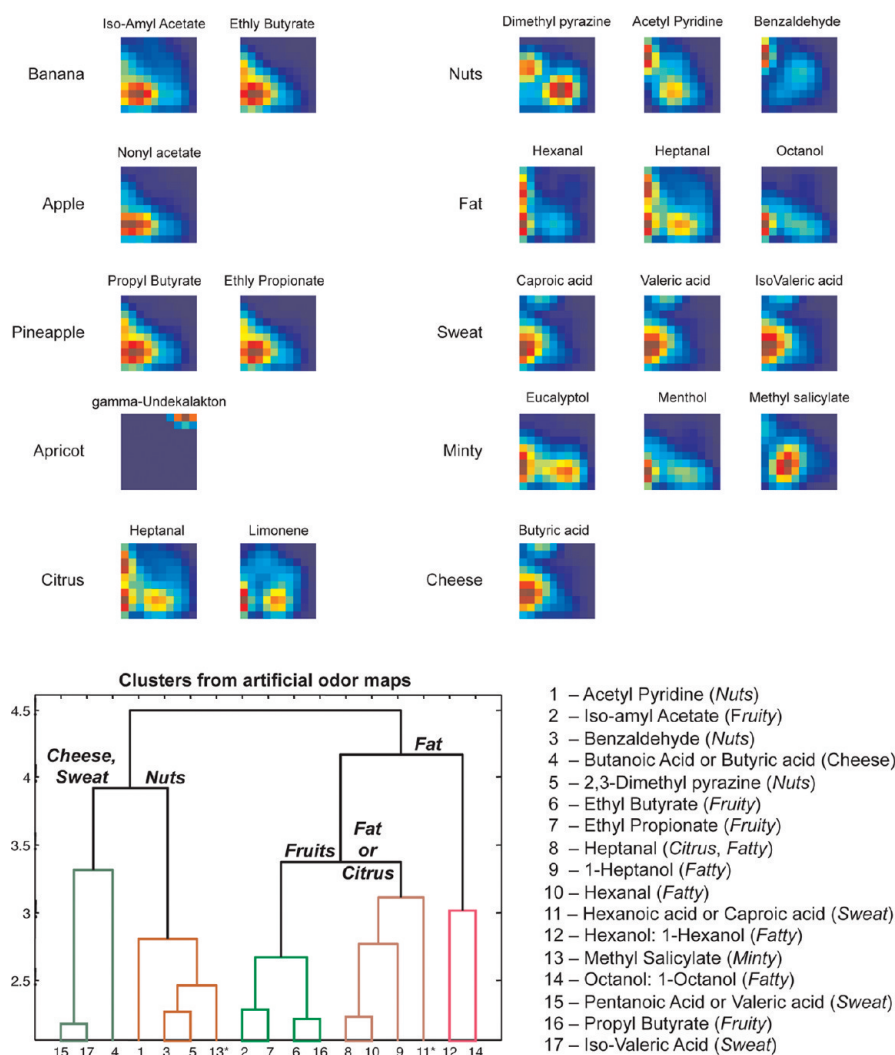 Iso-Amyl Acetate Ethly Butyrate
Banana
Nonyl acetate
Apple
Propyl Butyrate Ethly Propionate
Pineapple
gamma-Undekalakton
Apricot
Heptanal Limonene
Citrus
Dimethyl pyrazine Acetyl Pyridine Benzaldehyde
Nuts
Hexanal Heptanal Octanol
Fat
Caproic acid Valeric acid IsoValeric acid
Sweat
Eucalyptol Menthol Methyl salicylate
Minty
Butyric acid
Cheese
Clusters from artificial odor maps
4.5
4
3.5
3
2.5
Cheese,
Sweat
Nuts
Fat
Fruits
Fat
or
Citrus
15 17 4 1 3 5 13* 2 7 6 16 8 10 9 11* 12 14
1 – Acetyl Pyridine (Nuts)
2 – Iso-amyl Acetate (Fruity)
3 – Benzaldehyde (Nuts)
4 – Butanoic Acid or Butyric acid (Cheese)
5 – 2,3-Dimethyl pyrazine (Nuts)
6 – Ethyl Butyrate (Fruity)
7 – Ethyl Propionate (Fruity)
8 – Heptanal (Citrus, Fatty)
9 – 1-Heptanol (Fatty)
10 – Hexanal (Fatty)
11 – Hexanoic acid or Caproic acid (Sweat)
12 – Hexanol: 1-Hexanol (Fatty)
13 – Methyl Salicylate (Minty)
14 – Octanol: 1-Octanol (Fatty)
15 – Pentanoic Acid or Valeric acid (Sweat)
16 – Propyl Butyrate (Fruity)
17 – Iso-Valeric Acid (Sweat)